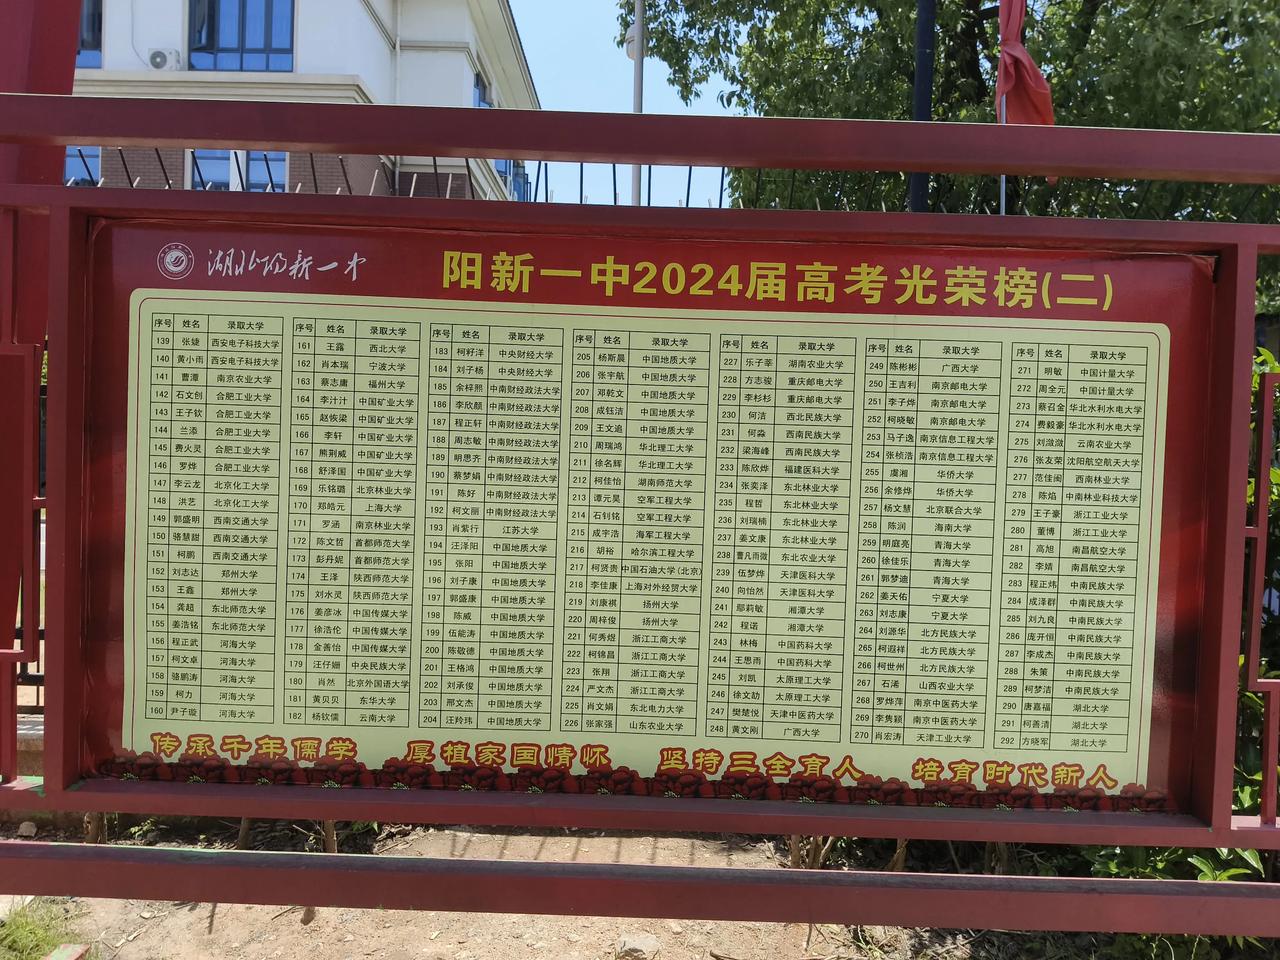 湖北阳新一中
阳新一中2024届高考光荣榜(二)
序号 姓名 录取大学
139 张婕 西安电子科技大学
140 黄小雨 西安电子科技大学
141 曹潭 南京农业大学
142 石文创 合肥工业大学
143 王子钦 合肥工业大学
144 兰添 合肥工业大学
145 费火灵 合肥工业大学
146 罗烨 合肥工业大学
147 李云龙 北京化工大学
148 洪艺 北京化工大学
149 郭盛明 西南交通大学
150 骆慧甜 西南交通大学
151 柯鹏 西南交通大学
152 刘志达 郑州大学
153 王鑫 郑州大学
154 龚超 东北师范大学
155 姜浩铭 东北师范大学
156 程正武 河海大学
157 柯文卓 河海大学
158 骆鹏涛 河海大学
159 柯力 河海大学
160 尹子璇 河海大学
序号 姓名 录取大学
161 王露 西北大学
162 肖本瑞 宁波大学
163 蔡志庸 福州大学
164 李汁汁 中国矿业大学
165 赵恢梁 中国矿业大学
166 李轩 中国矿业大学
167 熊荆威 中国矿业大学
168 舒泽国 中国矿业大学
169 乐铭璐 北京林业大学
170 郑皓元 上海大学
171 罗涵 南京林业大学
172 陈文哲 首都师范大学
173 彭丹妮 首都师范大学
174 王泽 陕西师范大学
175 刘水灵 陕西师范大学
176 姜彦冰 中国传媒大学
177 徐浩伦 中国传媒大学
178 金善怡 中国传媒大学
179 汪仔姗 中央民族大学
180 肖然 北京外国语大学
181 黄贝贝 东华大学
182 杨钦儒 云南大学
序号 姓名 录取大学
183 柯籽洋 中央财经大学
184 刘子杨 中央财经大学
185 余梓熙 中南财经政法大学
186 李欣颜 中南财经政法大学
187 程正轩 中南财经政法大学
188 周志敏 中南财经政法大学
189 明思齐 中南财经政法大学
190 蔡梦娟 中南财经政法大学
191 陈好 中南财经政法大学
192 柯文丽 中南财经政法大学
193 肖紫行 江苏大学
194 汪泽阳 中国地质大学
195 张阳 中国地质大学
196 刘子康 中国地质大学
197 郭盛康 中国地质大学
198 陈威 中国地质大学
199 伍能涛 中国地质大学
200 陈敬德 中国地质大学
201 王格鸿 中国地质大学
202 刘承俊 中国地质大学
203 邢文杰 中国地质大学
204 汪羚玮 中国地质大学
序号 姓名 录取大学
205 杨斯晨 中国地质大学
206 张宇航 中国地质大学
207 邓乾文 中国地质大学
208 成钰洁 中国地质大学
209 王文追 中国地质大学
210 周瑞鸿 华北理工大学
211 徐名辉 华北理工大学
212 柯佳怡 湖南师范大学
213 谭元昊 空军工程大学
214 石钊铭 空军工程大学
215 成宇浩 海军工程大学
216 胡裕 哈尔滨工程大学
217 柯贤贵 中国石油大学(北京)
218 李佳康 上海对外经贸大学
219 刘康祺 扬州大学
220 周梓俊 扬州大学
221 何秀煜 浙江工商大学
222 柯锦昌 浙江工商大学
223 张翔 浙江工商大学
224 严文杰 浙江工商大学
225 肖文娟 东北电力大学
226 张家强 山东农业大学
序号 姓名 录取大学
227 乐子莘 湖南农业大学
228 方志骏 重庆邮电大学
229 李杉杉 重庆邮电大学
230 何洁 西北民族大学
231 何淼 西南民族大学
232 梁海峰 西南民族大学
233 陈欣烨 福建医科大学
234 张奕泽 东北林业大学
235 程哲 东北林业大学
236 刘瑞楠 东北林业大学
237 姜文康 东北林业大学
238 曹凡雨微 东北农业大学
239 伍梦烨 天津医科大学
240 向怡然 天津医科大学
241 鄢莉敏 湘潭大学
242 程诺 湘潭大学
243 林梅 中国药科大学
244 王思雨 中国药科大学
245 刘凯 太原理工大学
246 徐文劼 太原理工大学
247 樊楚悦 天津中医药大学
248 黄文刚 广西大学
序号 姓名 录取大学
249 陈彬彬 广西大学
250 王吉利 南京邮电大学
251 李子烨 南京邮电大学
252 柯晓敏 南京邮电大学
253 马子逸 南京信息工程大学
254 张桢浩 南京信息工程大学
255 虞湘 华侨大学
256 余修烨 华侨大学
257 杨文慧 北京联合大学
258 陈润 海南大学
259 明庭亮 青海大学
260 徐佳乐 青海大学
261 郭梦迪 青海大学
262 姜天佑 宁夏大学
263 刘志康 宁夏大学
264 刘源华 北方民族大学
265 柯遐祥 北方民族大学
266 柯世州 北方民族大学
267 石浠 山西农业大学
268 罗烨萍 南京中医药大学
269 李隽颖 南京中医药大学
270 肖宏涛 天津工业大学
序号 姓名 录取大学
271 明敏 中国计量大学
272 周全元 中国计量大学
273 蔡召金 华北水利水电大学
274 费毅豪 华北水利水电大学
275 刘溦溦 云南农业大学
276 张友荣 沈阳航空航天大学
277 范佳闽 西南林业大学
278 陈焰 中南林业科技大学
279 王子豪 浙江工业大学
280 董博 浙江工业大学
281 高旭 南昌航空大学
282 李婧 南昌航空大学
283 程正炜 中南民族大学
284 成泽群 中南民族大学
285 刘九良 中南民族大学
286 庞开恒 中南民族大学
287 李成杰 中南民族大学
288 朱策 中南民族大学
289 柯梦洁 中南民族大学
290 唐嘉福 湖北大学
291 柯善清 湖北大学
292 方晓军 湖北大学
传承千年儒学 厚植家国情怀 坚持三全育人 培育时代新人